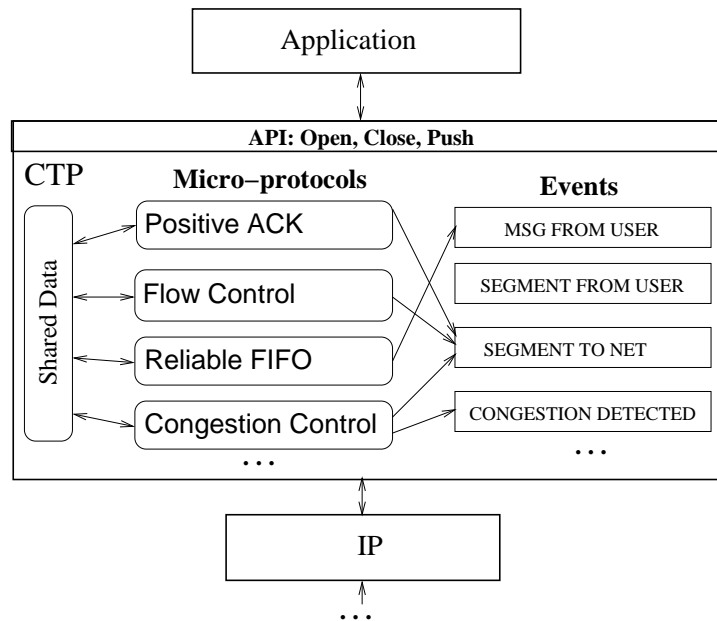 Application
API: Open, Close, Push
CTP
Micro−protocols
Events
Shared Data
Positive ACK
Flow Control
Reliable FIFO
Congestion Control
...
MSG FROM USER
SEGMENT FROM USER
SEGMENT TO NET
CONGESTION DETECTED
...
IP
...